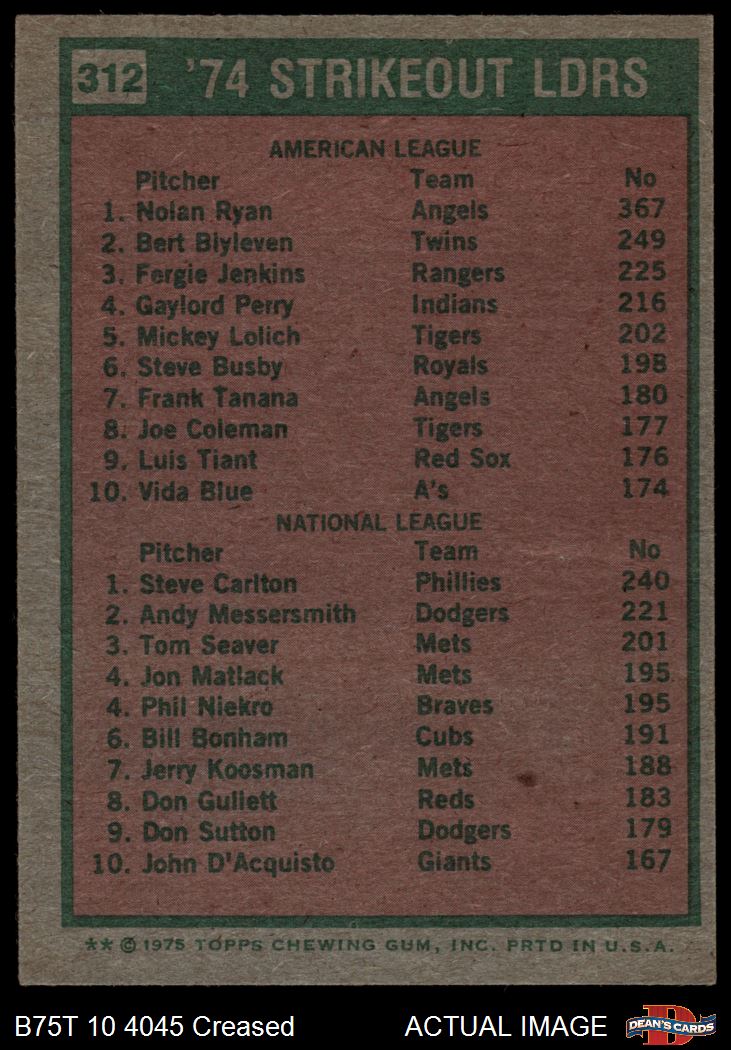 312 '74 STRIKEOUT LDRS
AMERICAN LEAGUE
Pitcher Team No
1. Nolan Ryan Angels 367
2. Bert Blyleven Twins 249
3. Fergie Jenkins Rangers 225
4. Gaylord Perry Indians 216
5. Mickey Lolich Tigers 202
6. Steve Busby Royals 198
7. Frank Tanana Angels 180
8. Joe Coleman Tigers 177
9. Luis Tiant Red Sox 176
10. Vida Blue A's 174
NATIONAL LEAGUE
Pitcher Team No
1. Steve Carlton Phillies 240
2. Andy Messersmith Dodgers 221
3. Tom Seaver Mets 201
4. Jon Matlack Mets 195
4. Phil Niekro Braves 195
6. Bill Bonham Cubs 191
7. Jerry Koosman Mets 188
8. Don Gullett Reds 183
9. Don Sutton Dodgers 179
10. John D'Acquisto Giants 167
** © 1975 TOPPS CHEWING GUM, INC. PRTD IN U.S.A.
B75T 10 4045 Creased ACTUAL IMAGE D DEAN'S CARDS